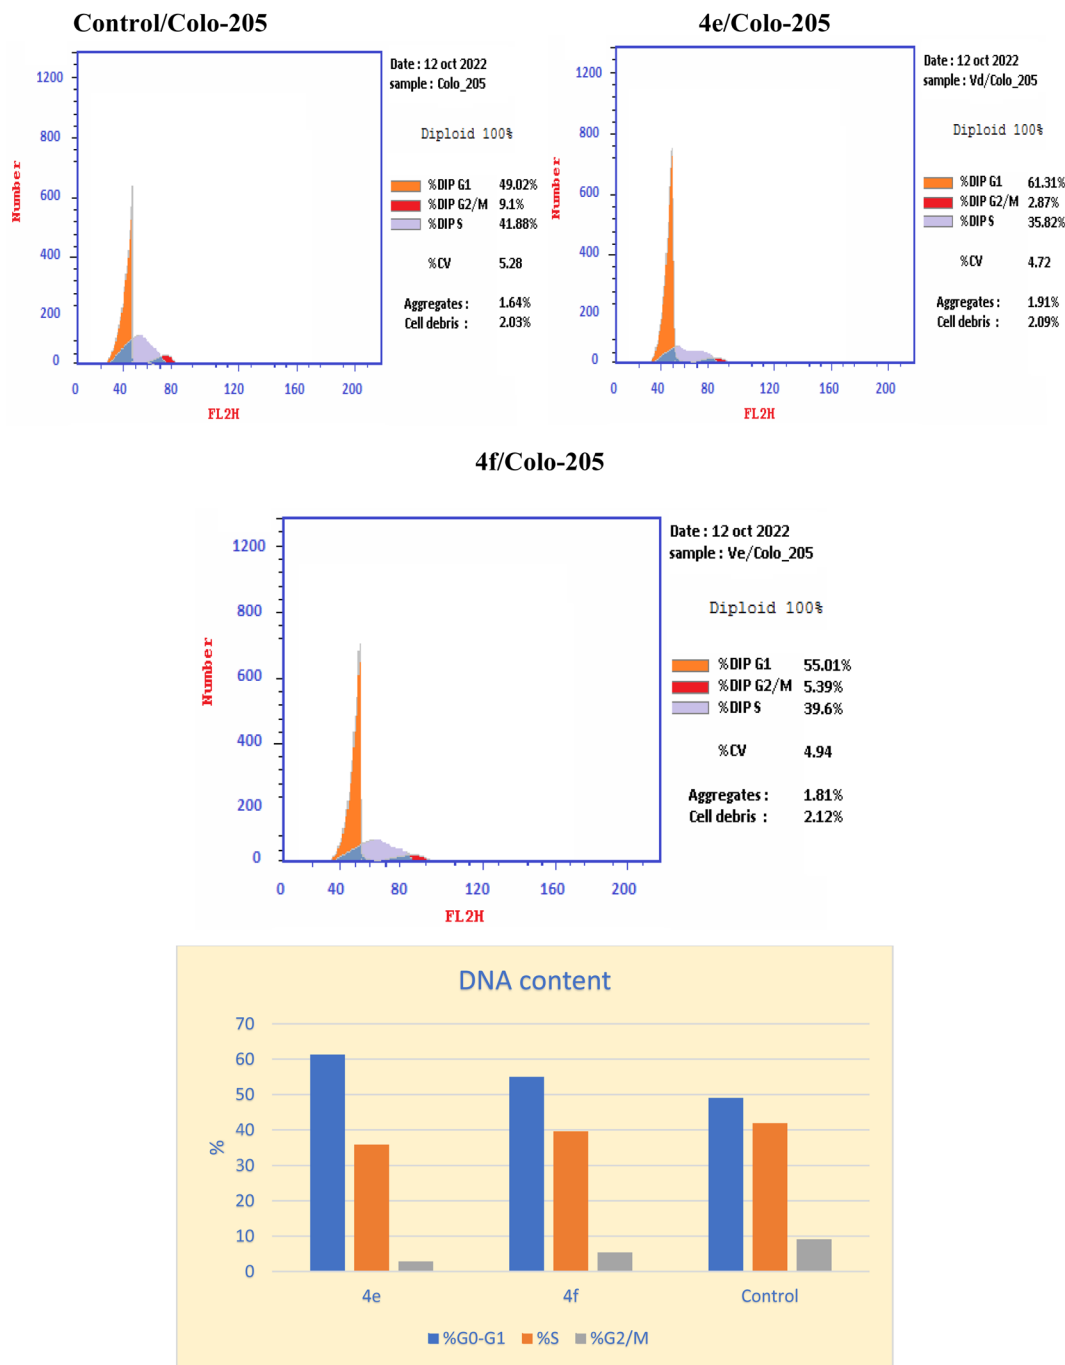 Control/Colo-205
1200
800
600
400
200
0
Number
0 40 80 120 160 200
FL2H
Date : 12 oct 2022
sample : Colo_205
Diploid 100%
%DIP G1 49.02%
%DIP G2/M 9.1%
%DIP S 41.88%
%CV 5.28
Aggregates : 1.64%
Cell debris : 2.03%
4e/Colo-205
1200
800
600
400
200
0
Number
0 40 80 120 160 200
FL2H
Date : 12 oct 2022
sample : Vd/Colo_205
Diploid 100%
%DIP G1 61.31%
%DIP G2/M 2.87%
%DIP S 35.82%
%CV 4.72
Aggregates : 1.91%
Cell debris : 2.09%
4f/Colo-205
1200
800
600
400
200
0
Number
0 40 80 120 160 200
FL2H
Date : 12 oct 2022
sample : Ve/Colo_205
Diploid 100%
%DIP G1 55.01%
%DIP G2/M 5.39%
%DIP S 39.6%
%CV 4.94
Aggregates : 1.81%
Cell debris : 2.12%
DNA content
70
60
50
40
30
20
10
0
%
4e 4f Control
%G0-G1 %S %G2/M